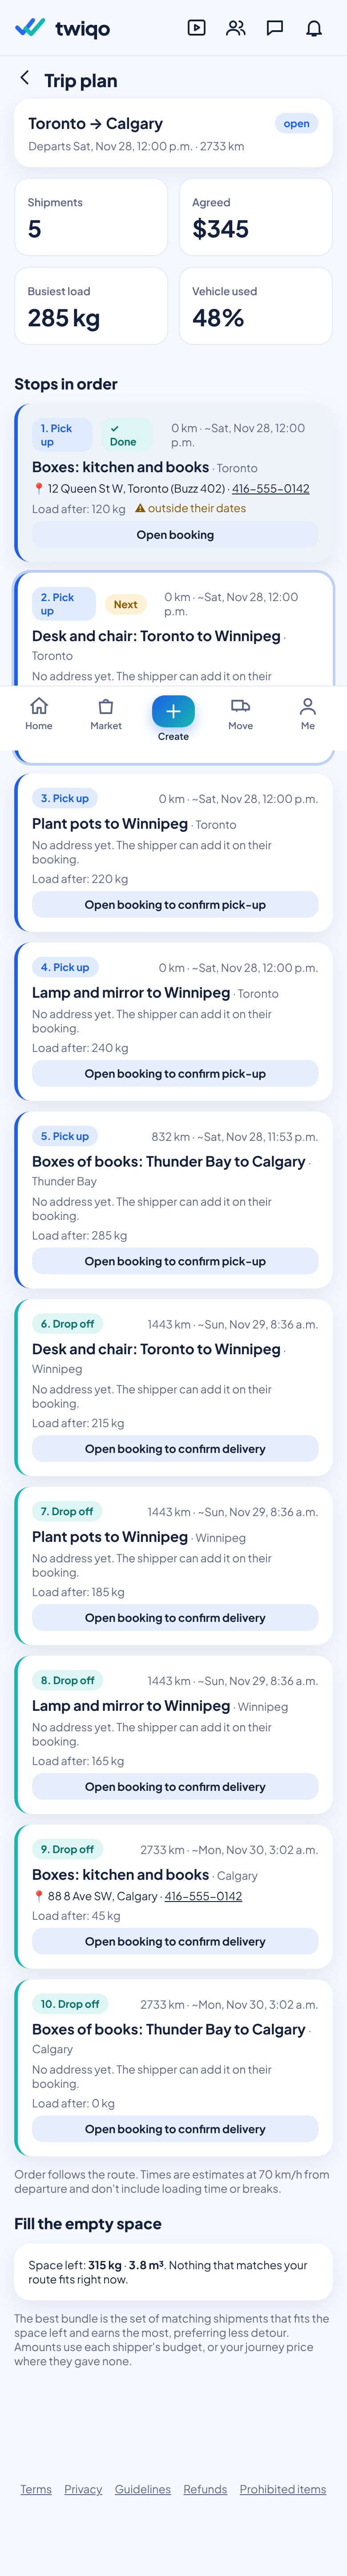 twiqo
Trip plan
Toronto → Calgary
open
Departs Sat, Nov 28, 12:00 p.m. · 2733 km
Shipments
5
Agreed
$345
Busiest load
285 kg
Vehicle used
48%
Stops in order
1. Pick
up
✓
Done
0 km · ~Sat, Nov 28, 12:00
p.m.
Boxes: kitchen and books · Toronto
📍 12 Queen St W, Toronto (Buzz 402) · 416-555-0142
Load after: 120 kg ⚠ outside their dates
Open booking
2. Pick
up
Next
0 km · ~Sat, Nov 28, 12:00
p.m.
Desk and chair: Toronto to Winnipeg ·
Toronto
No address yet. The shipper can add it on their
Home
Market
Create
Move
Me
3. Pick up
0 km · ~Sat, Nov 28, 12:00 p.m.
Plant pots to Winnipeg · Toronto
No address yet. The shipper can add it on their
booking.
Load after: 220 kg
Open booking to confirm pick-up
4. Pick up
0 km · ~Sat, Nov 28, 12:00 p.m.
Lamp and mirror to Winnipeg · Toronto
No address yet. The shipper can add it on their
booking.
Load after: 240 kg
Open booking to confirm pick-up
5. Pick up
832 km · ~Sat, Nov 28, 11:53 p.m.
Boxes of books: Thunder Bay to Calgary ·
Thunder Bay
No address yet. The shipper can add it on their
booking.
Load after: 285 kg
Open booking to confirm pick-up
6. Drop off
1443 km · ~Sun, Nov 29, 8:36 a.m.
Desk and chair: Toronto to Winnipeg ·
Winnipeg
No address yet. The shipper can add it on their
booking.
Load after: 215 kg
Open booking to confirm delivery
7. Drop off
1443 km · ~Sun, Nov 29, 8:36 a.m.
Plant pots to Winnipeg · Winnipeg
No address yet. The shipper can add it on their
booking.
Load after: 185 kg
Open booking to confirm delivery
8. Drop off
1443 km · ~Sun, Nov 29, 8:36 a.m.
Lamp and mirror to Winnipeg · Winnipeg
No address yet. The shipper can add it on their
booking.
Load after: 165 kg
Open booking to confirm delivery
9. Drop off
2733 km · ~Mon, Nov 30, 3:02 a.m.
Boxes: kitchen and books · Calgary
📍 88 8 Ave SW, Calgary · 416-555-0142
Load after: 45 kg
Open booking to confirm delivery
10. Drop off
2733 km · ~Mon, Nov 30, 3:02 a.m.
Boxes of books: Thunder Bay to Calgary ·
Calgary
No address yet. The shipper can add it on their
booking.
Load after: 0 kg
Open booking to confirm delivery
Order follows the route. Times are estimates at 70 km/h from
departure and don't include loading time or breaks.
Fill the empty space
Space left: 315 kg · 3.8 m³. Nothing that matches your
route fits right now.
The best bundle is the set of matching shipments that fits the
space left and earns the most, preferring less detour.
Amounts use each shipper's budget, or your journey price
where they gave none.
Terms
Privacy
Guidelines
Refunds
Prohibited items